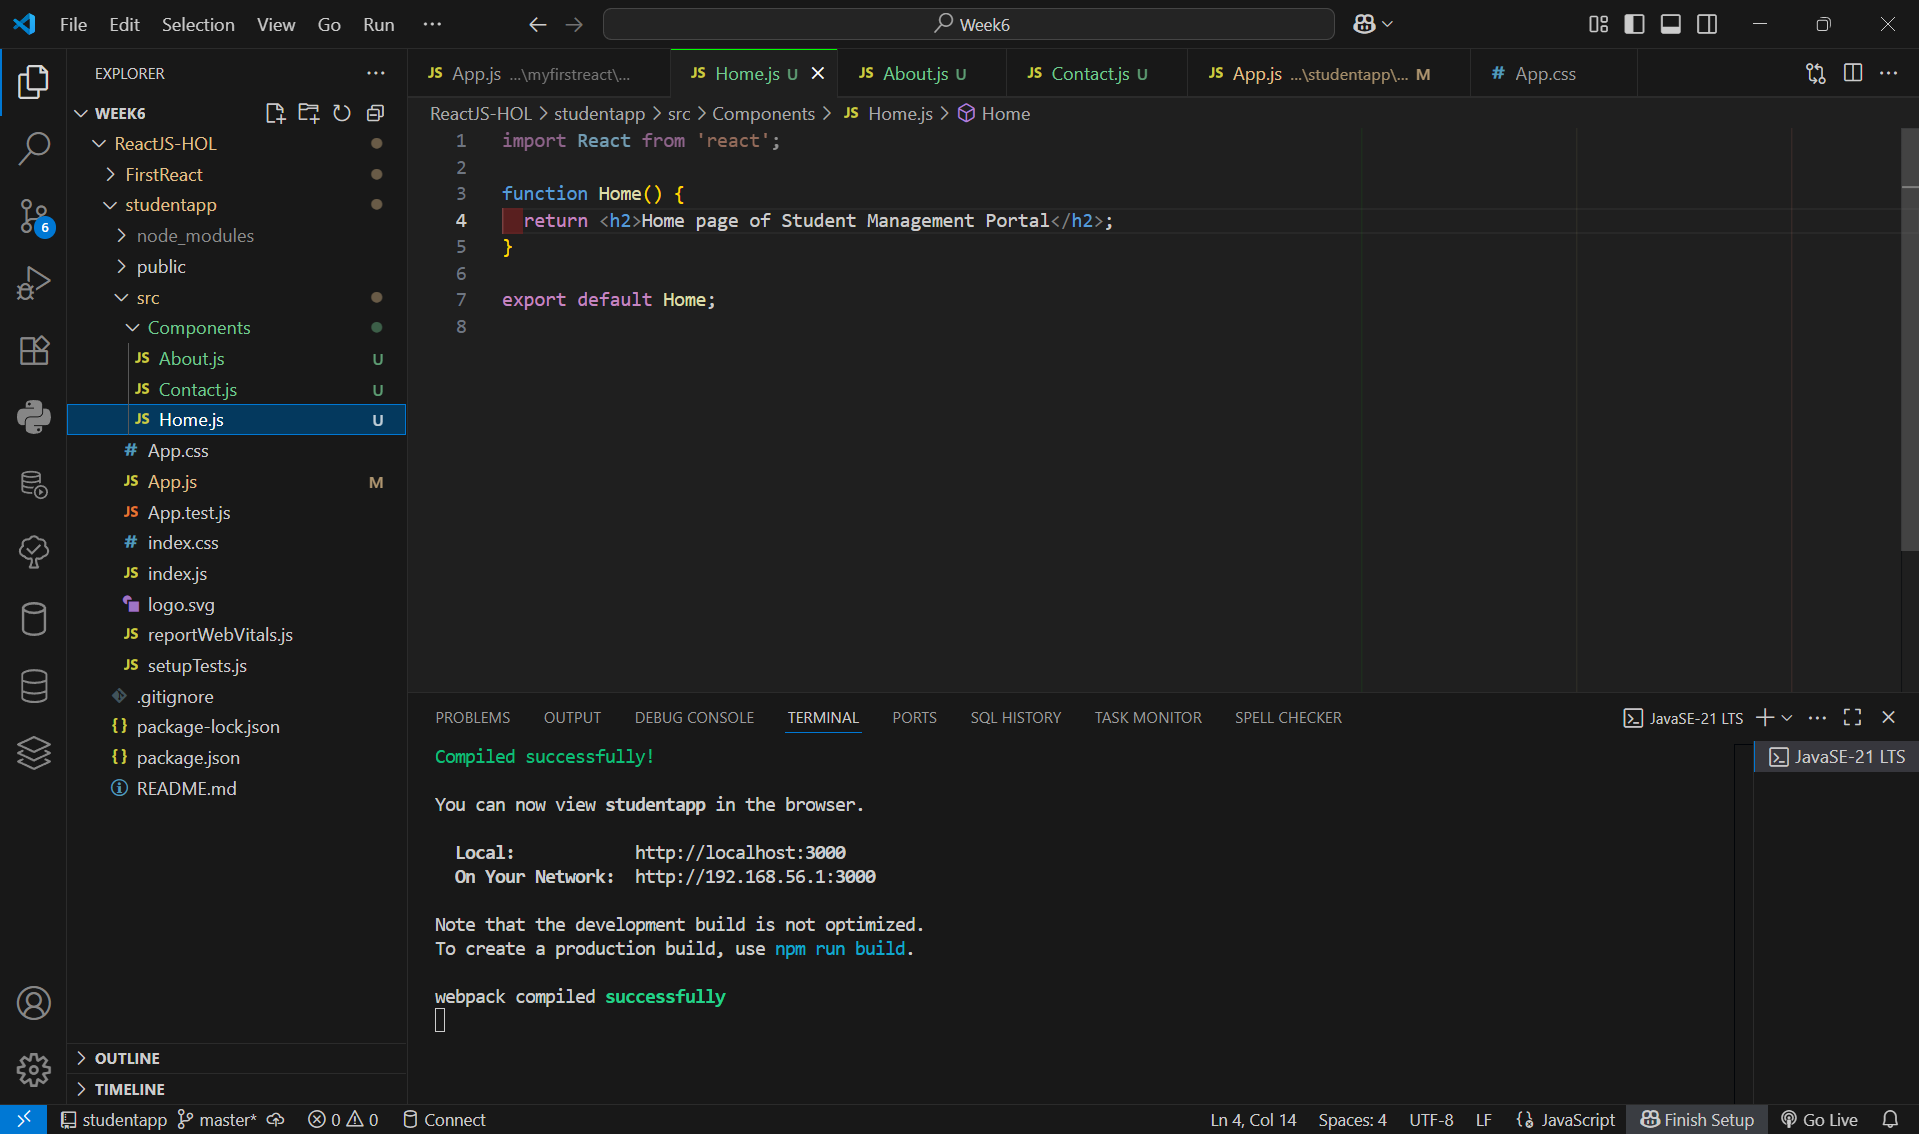 File Edit Selection View Go Run ··· Week6
EXPLORER
WEEK6
ReactJS-HOL
FirstReact
studentapp
node_modules
public
src
Components
JS About.js U
JS Contact.js U
JS Home.js U
# App.css
JS App.js M
JS App.test.js
# index.css
JS index.js
logo.svg
JS reportWebVitals.js
JS setupTests.js
.gitignore
{} package-lock.json
{} package.json
README.md
OUTLINE
TIMELINE
6
JS App.js ...\myfirstreact\... JS Home.js U JS About.js U JS Contact.js U JS App.js ...\studentapp\... M # App.css
ReactJS-HOL > studentapp > src > Components > JS Home.js > Home
1 import React from 'react';
2
3 function Home() {
4 return <h2>Home page of Student Management Portal</h2>;
5 }
6
7 export default Home;
8
PROBLEMS OUTPUT DEBUG CONSOLE TERMINAL PORTS SQL HISTORY TASK MONITOR SPELL CHECKER JavaSE-21 LTS
JavaSE-21 LTS
Compiled successfully!
You can now view studentapp in the browser.
Local: http://localhost:3000
On Your Network: http://192.168.56.1:3000
Note that the development build is not optimized.
To create a production build, use npm run build.
webpack compiled successfully
studentapp master* 0 0 Connect Ln 4, Col 14 Spaces: 4 UTF-8 LF {} JavaScript Finish Setup Go Live